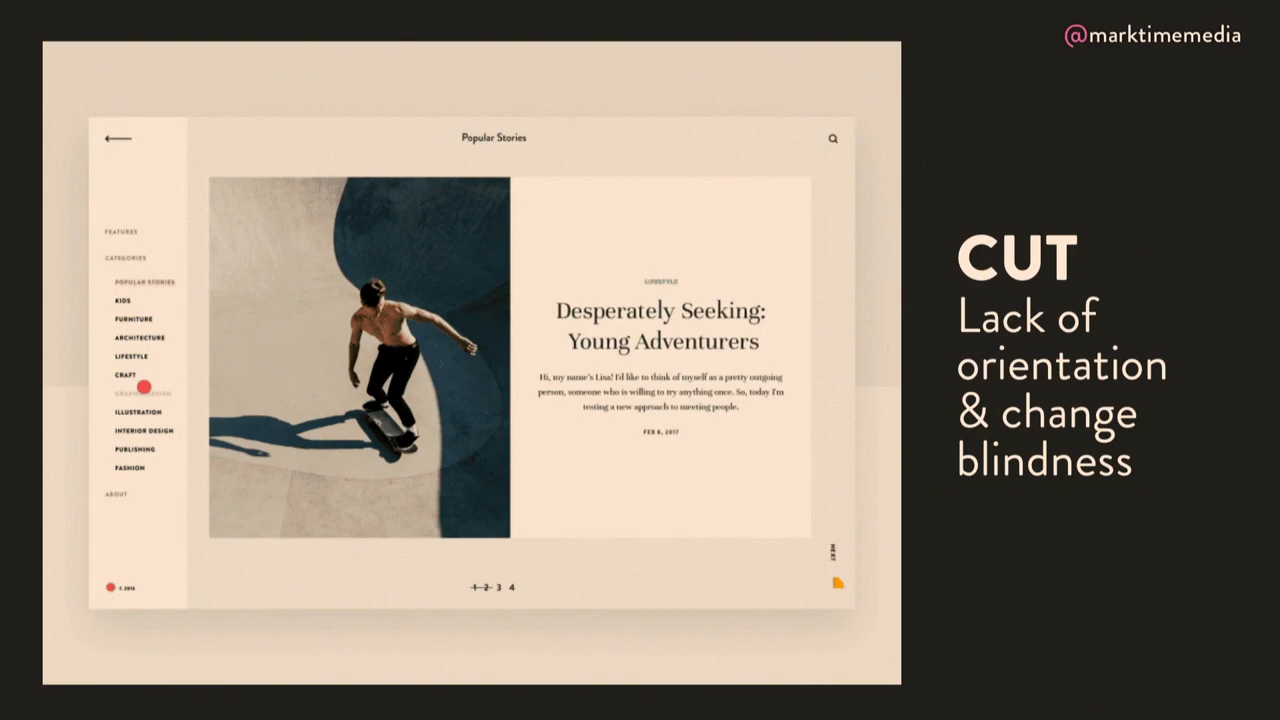 @marktimemedia
Popular Stories
FEATURES
CATEGORIES
POPULAR STORIES
KIDS
FURNITURE
ARCHITECTURE
LIFESTYLE
CRAFT
GRAPHIC DESIGN
ILLUSTRATION
INTERIOR DESIGN
PUBLISHING
FASHION
ABOUT
LIFESTYLE
Desperately Seeking:
Young Adventurers
Hi, my name's Lisa! I'd like to think of myself as a pretty outgoing
person, someone who is willing to try anything once. So, today I'm
testing a new approach to meeting people.
FEB 8, 2017
NEXT
1 2 3 4
CUT
Lack of
orientation
& change
blindness